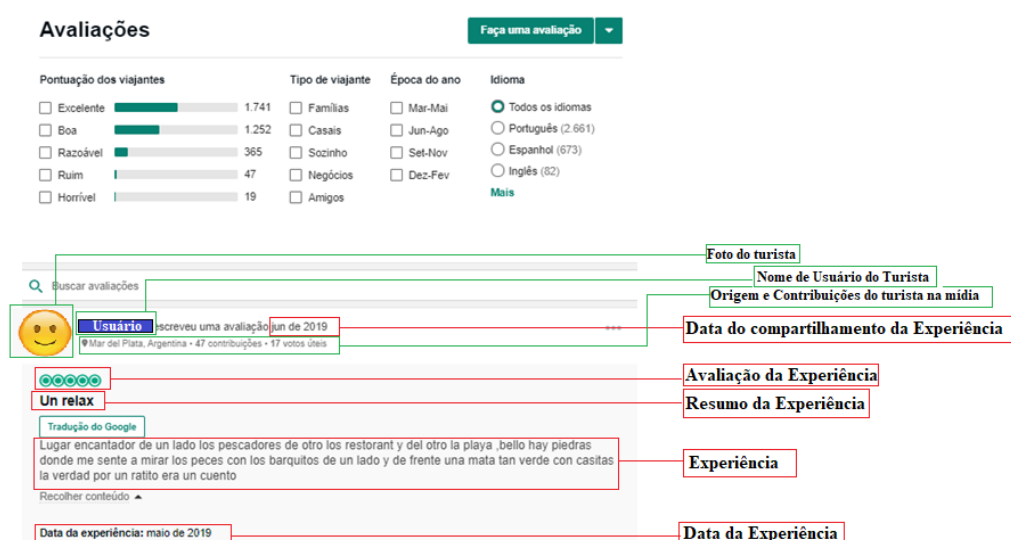 Avaliações
Faça uma avaliação
Pontuação dos viajantes Tipo de viajante Época do ano Idioma
Excelente 1.741 Famílias Mar-Mai Todos os idiomas
Boa 1.252 Casais Jun-Ago Português (2.661)
Razoável 365 Sozinho Set-Nov Espanhol (673)
Ruim 47 Negócios Dez-Fev Inglês (82)
Horrível 19 Amigos Mais
Foto do turista
Nome de Usuário do Turista
Buscar avaliações
Origem e Contribuições do turista na mídia
Usuário escreveu uma avaliação jun de 2019
Data do compartilhamento da Experiência
Mar del Plata, Argentina • 47 contribuições • 17 votos úteis
Avaliação da Experiência
Un relax
Resumo da Experiência
Tradução do Google
Lugar encantador de un lado los pescadores de otro los restorant y del otro la playa ,bello hay piedras
donde me sente a mirar los peces con los barquitos de un lado y de frente una mata tan verde con casitas
la verdad por un ratito era un cuento
Experiência
Recolher conteúdo
Data da experiência: maio de 2019
Data da Experiência